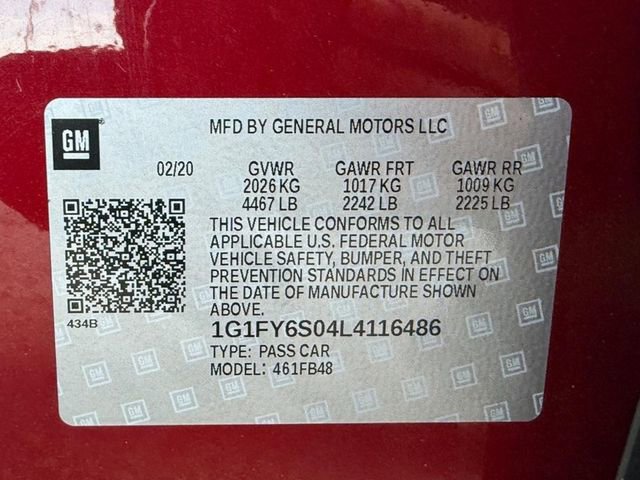 GM
MFD BY GENERAL MOTORS LLC
02/20 GVWR GAWR FRT GAWR RR
2026 KG 1017 KG 1009 KG
4467 LB 2242 LB 2225 LB
THIS VEHICLE CONFORMS TO ALL
APPLICABLE U.S. FEDERAL MOTOR
VEHICLE SAFETY, BUMPER, AND THEFT
PREVENTION STANDARDS IN EFFECT ON
THE DATE OF MANUFACTURE SHOWN
ABOVE.
434B
1G1FY6S04L4116486
TYPE: PASS CAR
MODEL: 461FB48